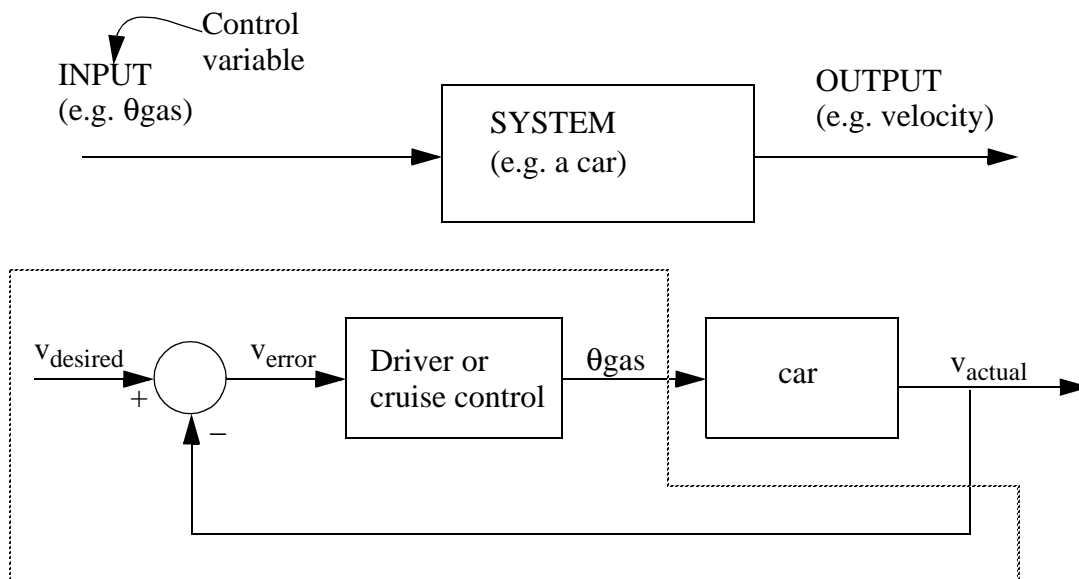 Control
variable
INPUT
(e.g. θgas)
SYSTEM
(e.g. a car)
OUTPUT
(e.g. velocity)
vdesired
+
−
verror
Driver or
cruise control
θgas
car
vactual